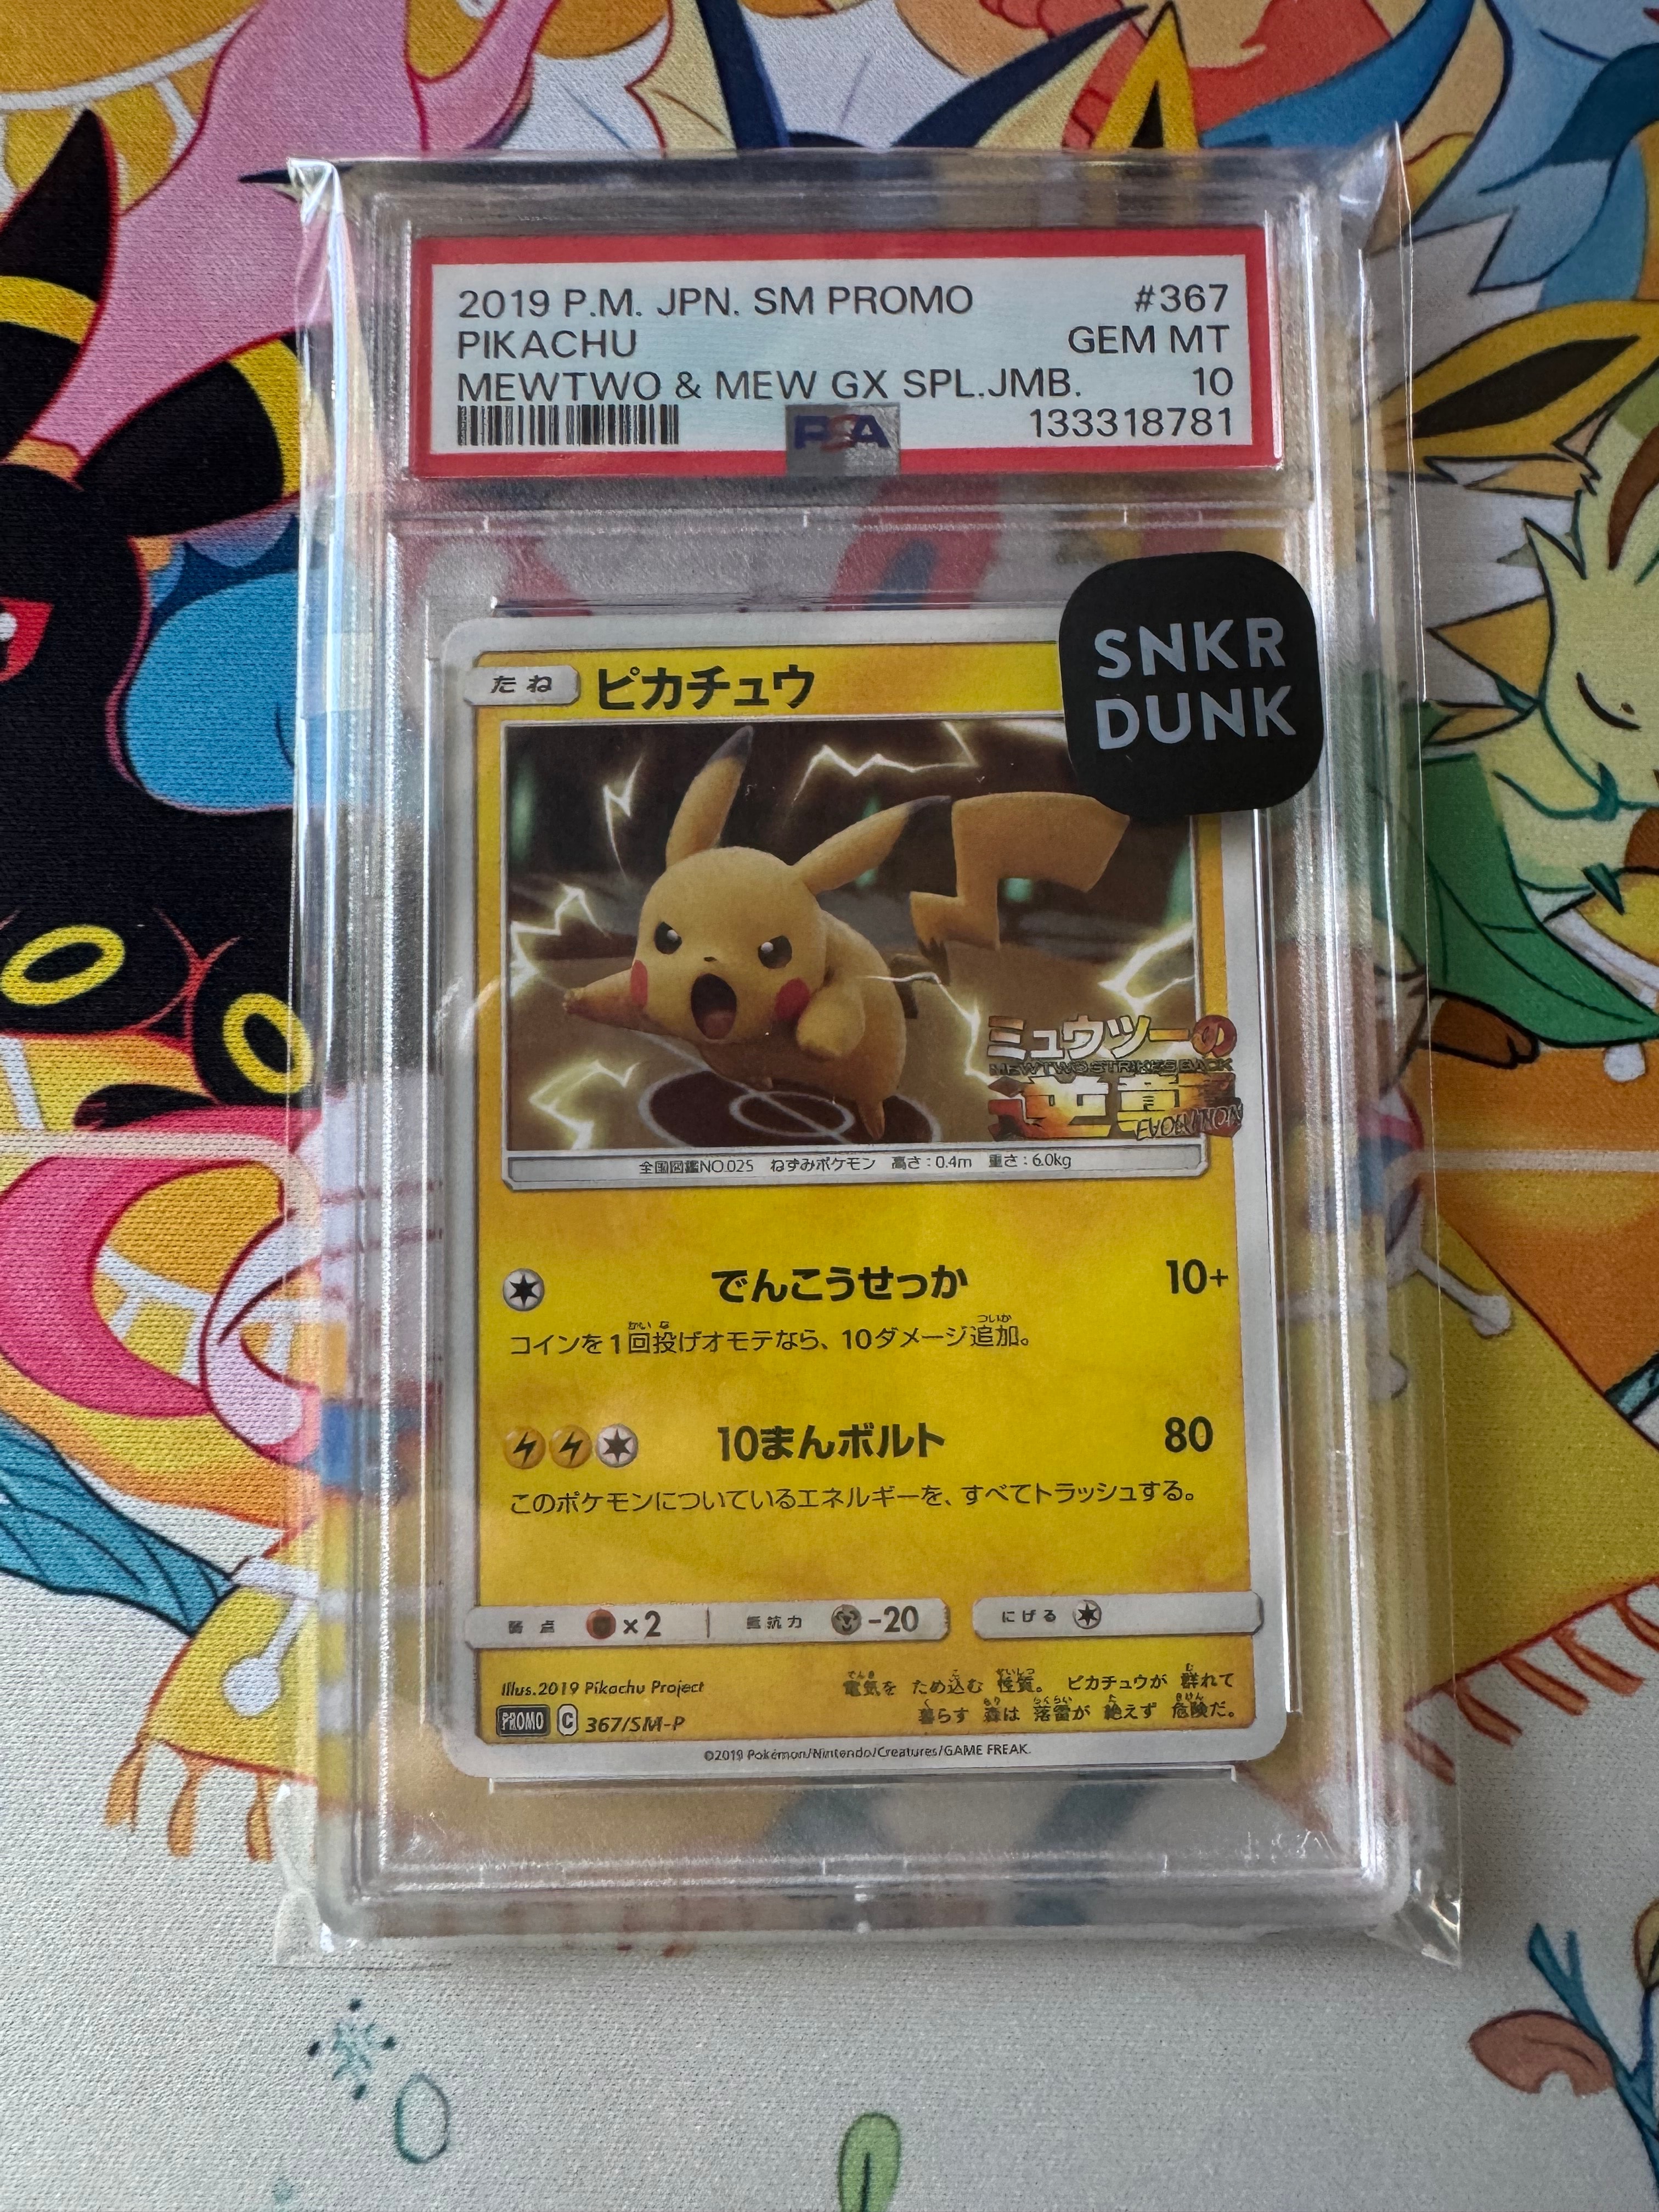 2019 P.M. JPN. SM PROMO #367
PIKACHU GEM MT
MEWTWO & MEW GX SPL.JMB. 10
PSA 133318781
SNKR
DUNK
たね ピカチュウ
ミュウツーの
MEWTWO STRIKES BACK
逆襲
EVOLUTION
全国図鑑NO.025 ねずみポケモン 高さ:0.4m 重さ:6.0kg
でんこうせっか 10+
コインを1回投げオモテなら、10ダメージ追加。
10まんボルト 80
このポケモンについているエネルギーを、すべてトラッシュする。
弱点 ×2 抵抗力 -20 にげる
Illus.2019 Pikachu Project
電気を ため込む 性質。 ピカチュウが 群れて
暮らす 森は 落雷が 絶えず 危険だ。
PROMO C 367/SM-P
©2019 Pokémon/Nintendo/Creatures/GAME FREAK.